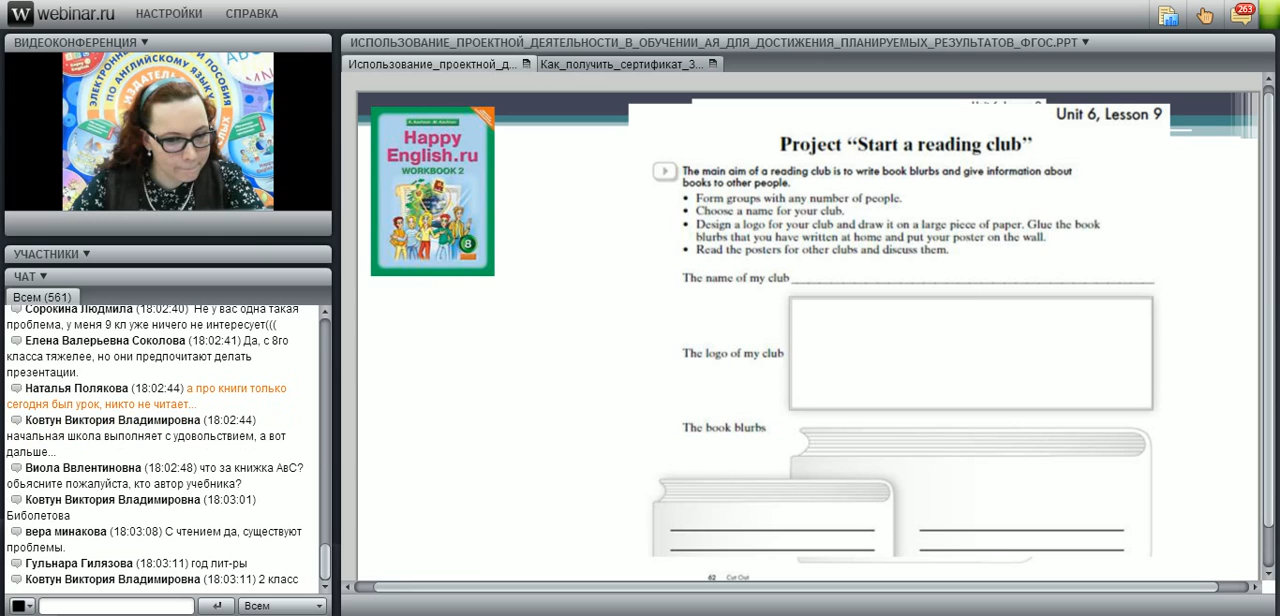 W webinar.ru НАСТРОЙКИ СПРАВКА
263
ВИДЕОКОНФЕРЕНЦИЯ
ЭЛЕКТРОННЫЕ
ПОСОБИЯ
ПО АНГЛИЙСКОМУ ЯЗЫКУ
УЧАСТНИКИ
ЧАТ
Всем (561)
Сорокина Людмила (18:02:40) Не у вас одна такая
проблема, у меня 9 кл уже ничего не интересует(((
Елена Валерьевна Соколова (18:02:41) Да, с 8го
класса тяжелее, но они предпочитают делать
презентации.
Наталья Полякова (18:02:44) а про книги только
сегодня был урок, никто не читает...
Ковтун Виктория Владимировна (18:02:44)
начальная школа выполняет с удовольствием, а вот
дальше...
Виола Ввлентиновна (18:02:48) что за книжка АвС?
обьясните пожалуйста, кто автор учебника?
Ковтун Виктория Владимировна (18:03:01)
Биболетова
вера минакова (18:03:08) С чтением да, существуют
проблемы.
Гульнара Гилязова (18:03:11) год лит-ры
Ковтун Виктория Владимировна (18:03:11) 2 класс
Всем
ИСПОЛЬЗОВАНИЕ_ПРОЕКТНОЙ_ДЕЯТЕЛЬНОСТИ_В_ОБУЧЕНИИ_АЯ_ДЛЯ_ДОСТИЖЕНИЯ_ПЛАНИРУЕМЫХ_РЕЗУЛЬТАТОВ_ФГОС.PPT
Использование_проектной_д... Как_получить_сертификат_3...
Happy
English.ru
WORKBOOK 2
8
Unit 6, Lesson 9
Project “Start a reading club”
The main aim of a reading club is to write book blurbs and give information about
books to other people.
• Form groups with any number of people.
• Choose a name for your club.
• Design a logo for your club and draw it on a large piece of paper. Glue the book
blurbs that you have written at home and put your poster on the wall.
• Read the posters for other clubs and discuss them.
The name of my club
The logo of my club
The book blurbs
62 Cut Out